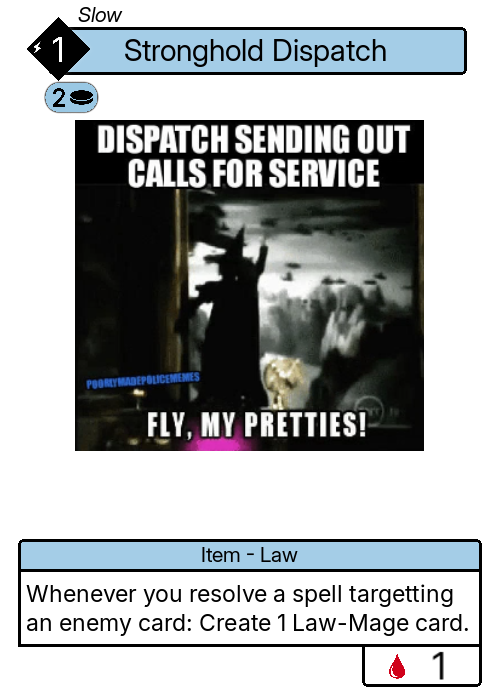 Slow
1
Stronghold Dispatch
2
DISPATCH SENDING OUT
CALLS FOR SERVICE
POORLYMADEPOLICEMEMES
FLY, MY PRETTIES!
Item - Law
Whenever you resolve a spell targetting
an enemy card: Create 1 Law-Mage card.
1